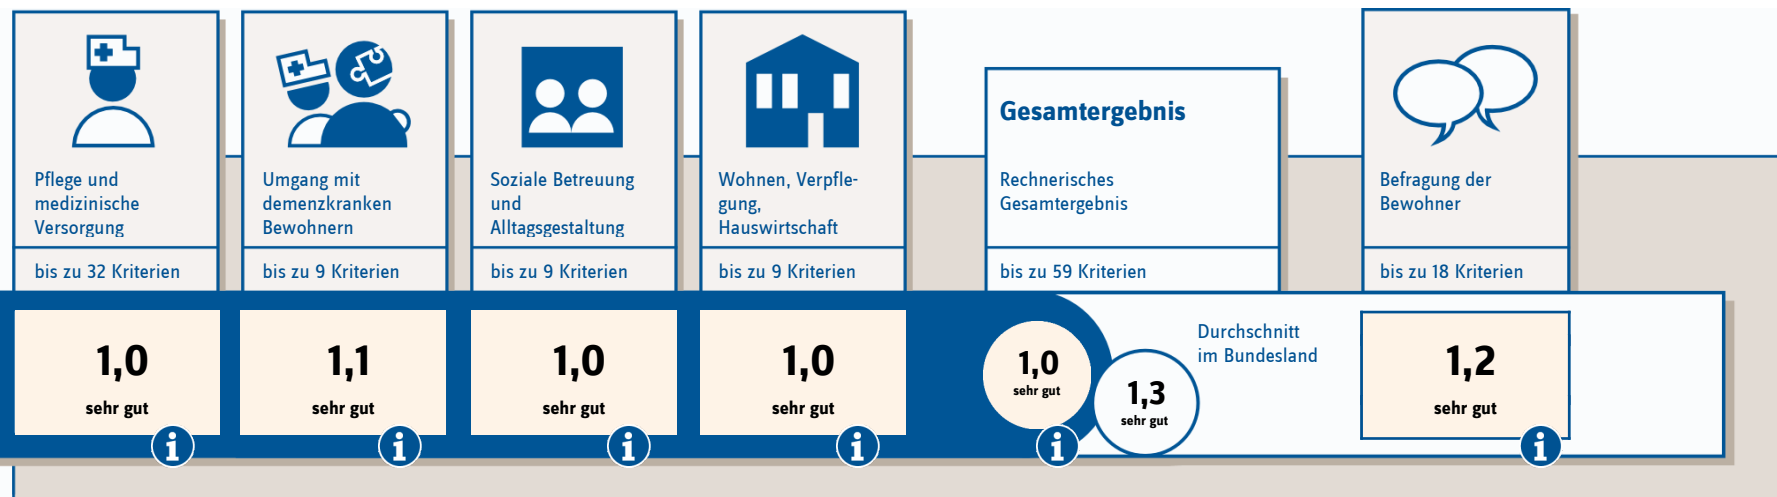 Pflege und
medizinische
Versorgung
bis zu 32 Kriterien
1,0
sehr gut
i
Umgang mit
demenzkranken
Bewohnern
bis zu 9 Kriterien
1,1
sehr gut
i
Soziale Betreuung
und
Alltagsgestaltung
bis zu 9 Kriterien
1,0
sehr gut
i
Wohnen, Verpfle-
gung,
Hauswirtschaft
bis zu 9 Kriterien
1,0
sehr gut
i
Gesamtergebnis
Rechnerisches
Gesamtergebnis
bis zu 59 Kriterien
1,0
sehr gut
i
1,3
sehr gut
Durchschnitt
im Bundesland
Befragung der
Bewohner
bis zu 18 Kriterien
1,2
sehr gut
i